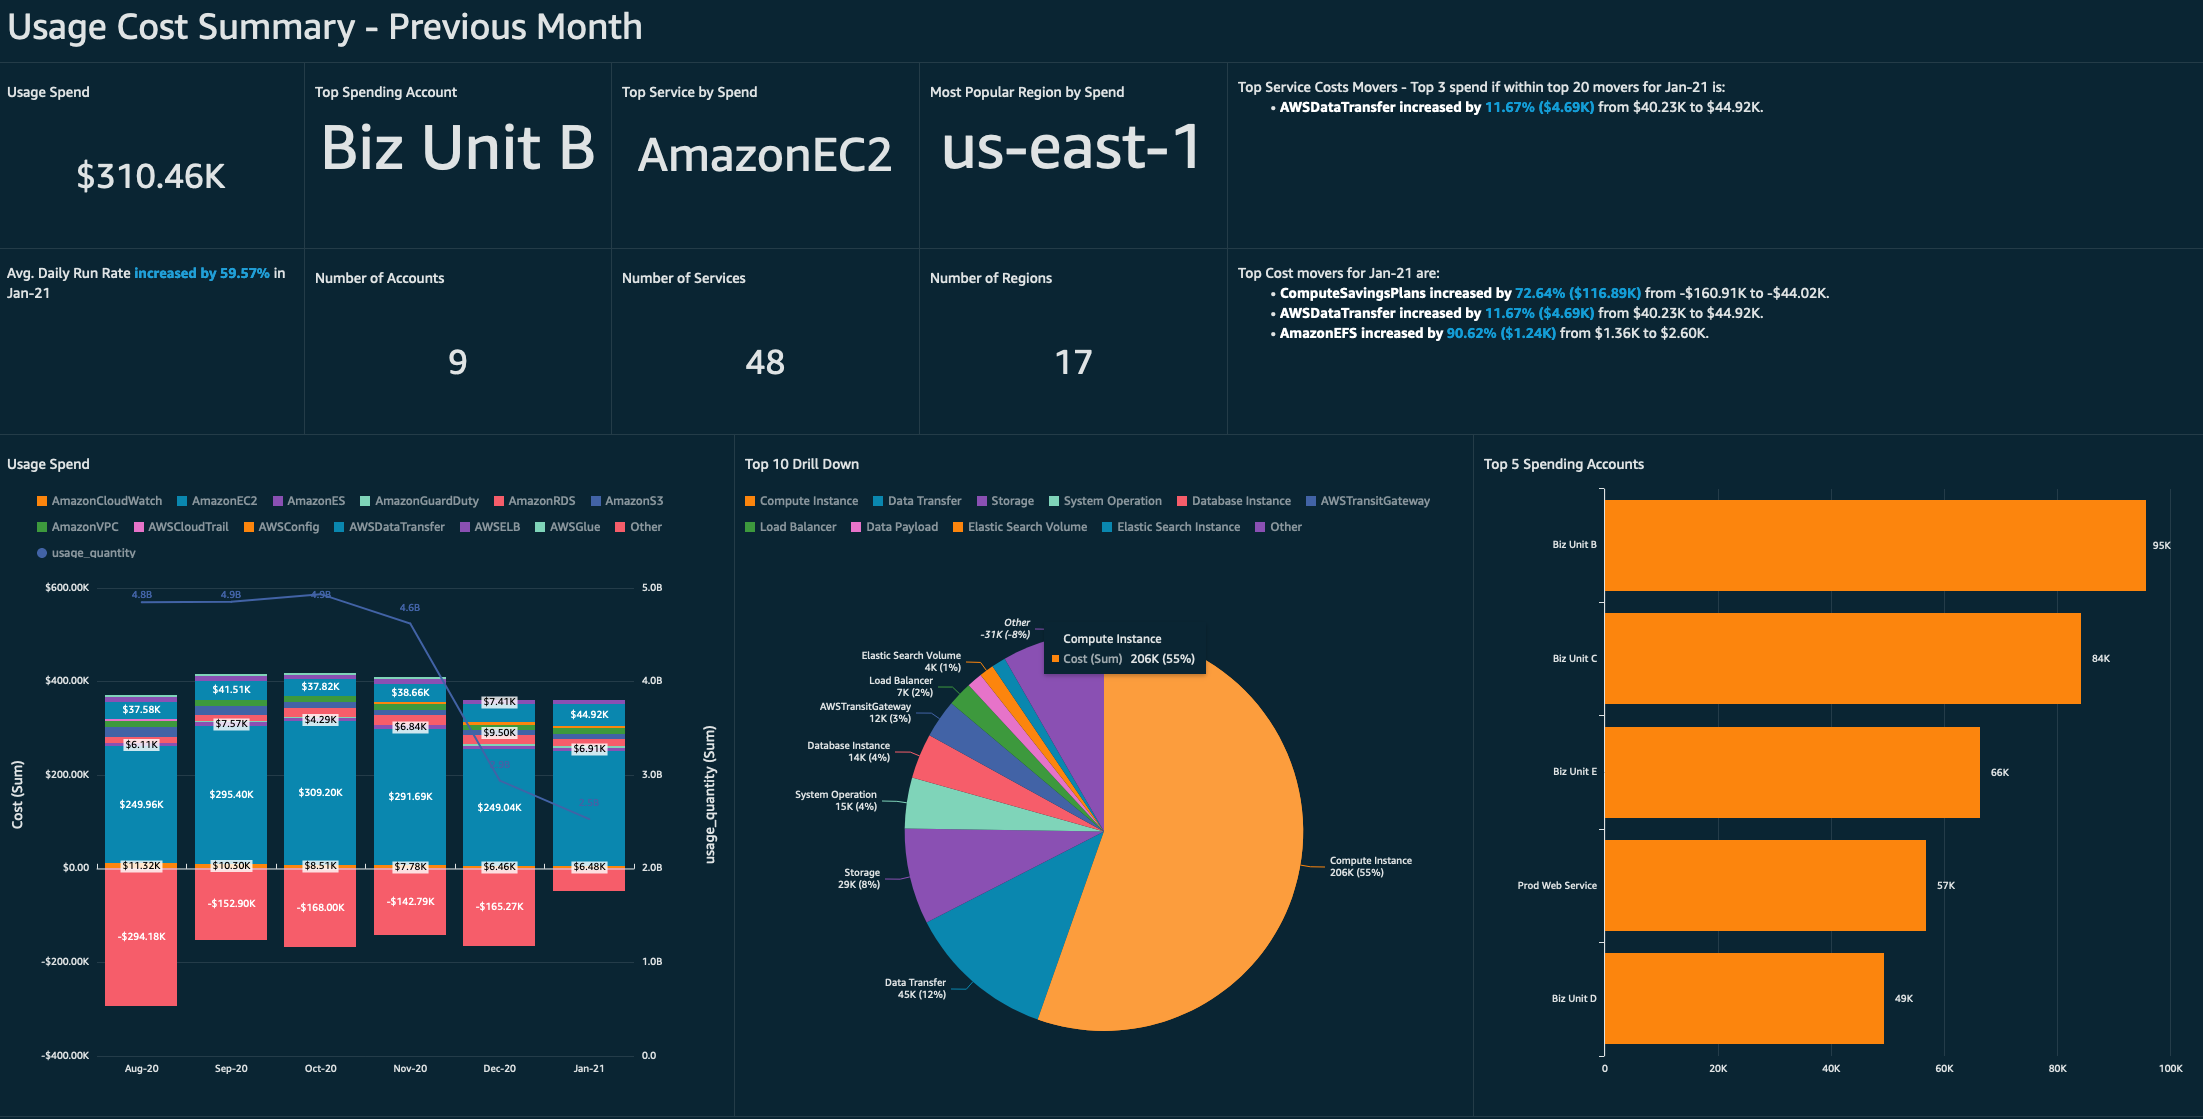 Usage Cost Summary - Previous Month
Usage Spend
$310.46K
Top Spending Account
Biz Unit B
Top Service by Spend
AmazonEC2
Most Popular Region by Spend
us-east-1
Top Service Costs Movers - Top 3 spend if within top 20 movers for Jan-21 is:
• AWSDataTransfer increased by 11.67% ($4.69K) from $40.23K to $44.92K.
Avg. Daily Run Rate increased by 59.57% in
Jan-21
Number of Accounts
9
Number of Services
48
Number of Regions
17
Top Cost movers for Jan-21 are:
• ComputeSavingsPlans increased by 72.64% ($116.89K) from -$160.91K to -$44.02K.
• AWSDataTransfer increased by 11.67% ($4.69K) from $40.23K to $44.92K.
• AmazonEFS increased by 90.62% ($1.24K) from $1.36K to $2.60K.
Usage Spend
AmazonCloudWatch AmazonEC2 AmazonES AmazonGuardDuty AmazonRDS AmazonS3
AmazonVPC AWSCloudTrail AWSConfig AWSDataTransfer AWSELB AWSGlue Other
usage_quantity
Cost (Sum)
$600.00K
$400.00K
$200.00K
$0.00
-$200.00K
-$400.00K
4.8B 4.9B 4.9B 4.6B
$37.58K
$6.11K
$249.96K
$11.32K
-$294.18K
$41.51K
$7.57K
$295.40K
$10.30K
-$152.90K
$37.82K
$4.29K
$309.20K
$8.51K
-$168.00K
$38.66K
$6.84K
$291.69K
$7.78K
-$142.79K
$7.41K
$9.50K
$249.04K
$6.46K
-$165.27K
$44.92K
$6.91K
$6.48K
5.0B
4.0B
3.0B
2.0B
1.0B
0.0
usage_quantity (Sum)
Aug-20 Sep-20 Oct-20 Nov-20 Dec-20 Jan-21
Top 10 Drill Down
Compute Instance Data Transfer Storage System Operation Database Instance AWSTransitGateway
Load Balancer Data Payload Elastic Search Volume Elastic Search Instance Other
Other
-31K (-8%)
Compute Instance
Cost (Sum) 206K (55%)
Elastic Search Volume
4K (1%)
Load Balancer
7K (2%)
AWSTransitGateway
12K (3%)
Database Instance
14K (4%)
System Operation
15K (4%)
Storage
29K (8%)
Data Transfer
45K (12%)
Compute Instance
206K (55%)
Top 5 Spending Accounts
Biz Unit B
95K
Biz Unit C
84K
Biz Unit E
66K
Prod Web Service
57K
Biz Unit D
49K
0 20K 40K 60K 80K 100K